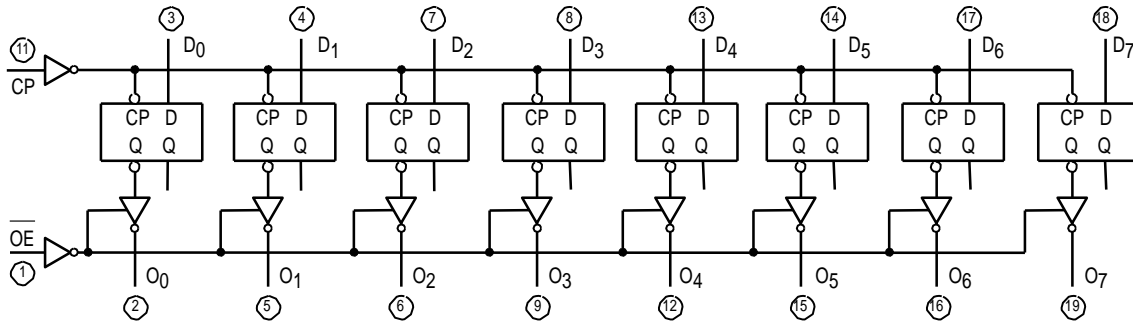 3 4 7 8 13 14 17 18
11 D0 D1 D2 D3 D4 D5 D6 D7
CP
CP D CP D CP D CP D CP D CP D CP D CP D
Q Q Q Q Q Q Q Q Q Q Q Q Q Q Q Q
OE
1 O0 O1 O2 O3 O4 O5 O6 O7
2 5 6 9 12 15 16 19